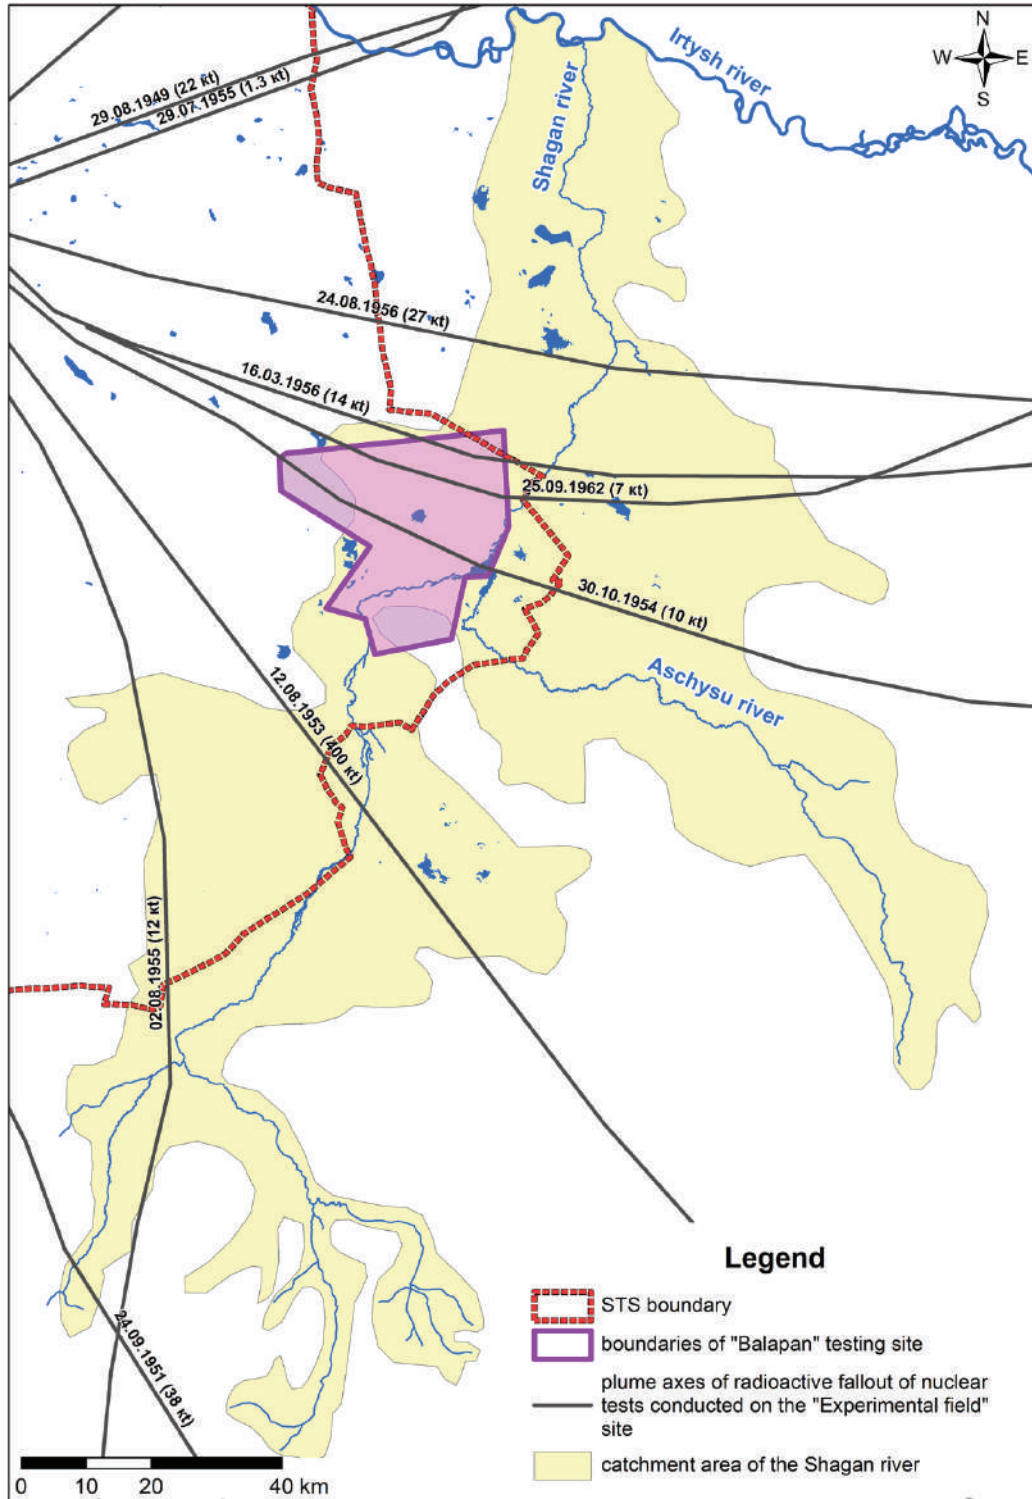 N
W E
S
Irtysh river
Shagan river
29.08.1949 (22 кt)
29.07.1955 (1.3 кt)
24.08.1956 (27 кt)
16.03.1956 (14 кt)
25.09.1962 (7 кt)
30.10.1954 (10 кt)
Aschysu river
12.08.1953 (400 кt)
02.08.1955 (12 кt)
24.09.1951 (38 кt)
Legend
STS boundary
boundaries of "Balapan" testing site
plume axes of radioactive fallout of nuclear
tests conducted on the "Experimental field"
site
catchment area of the Shagan river
0 10 20 40 km